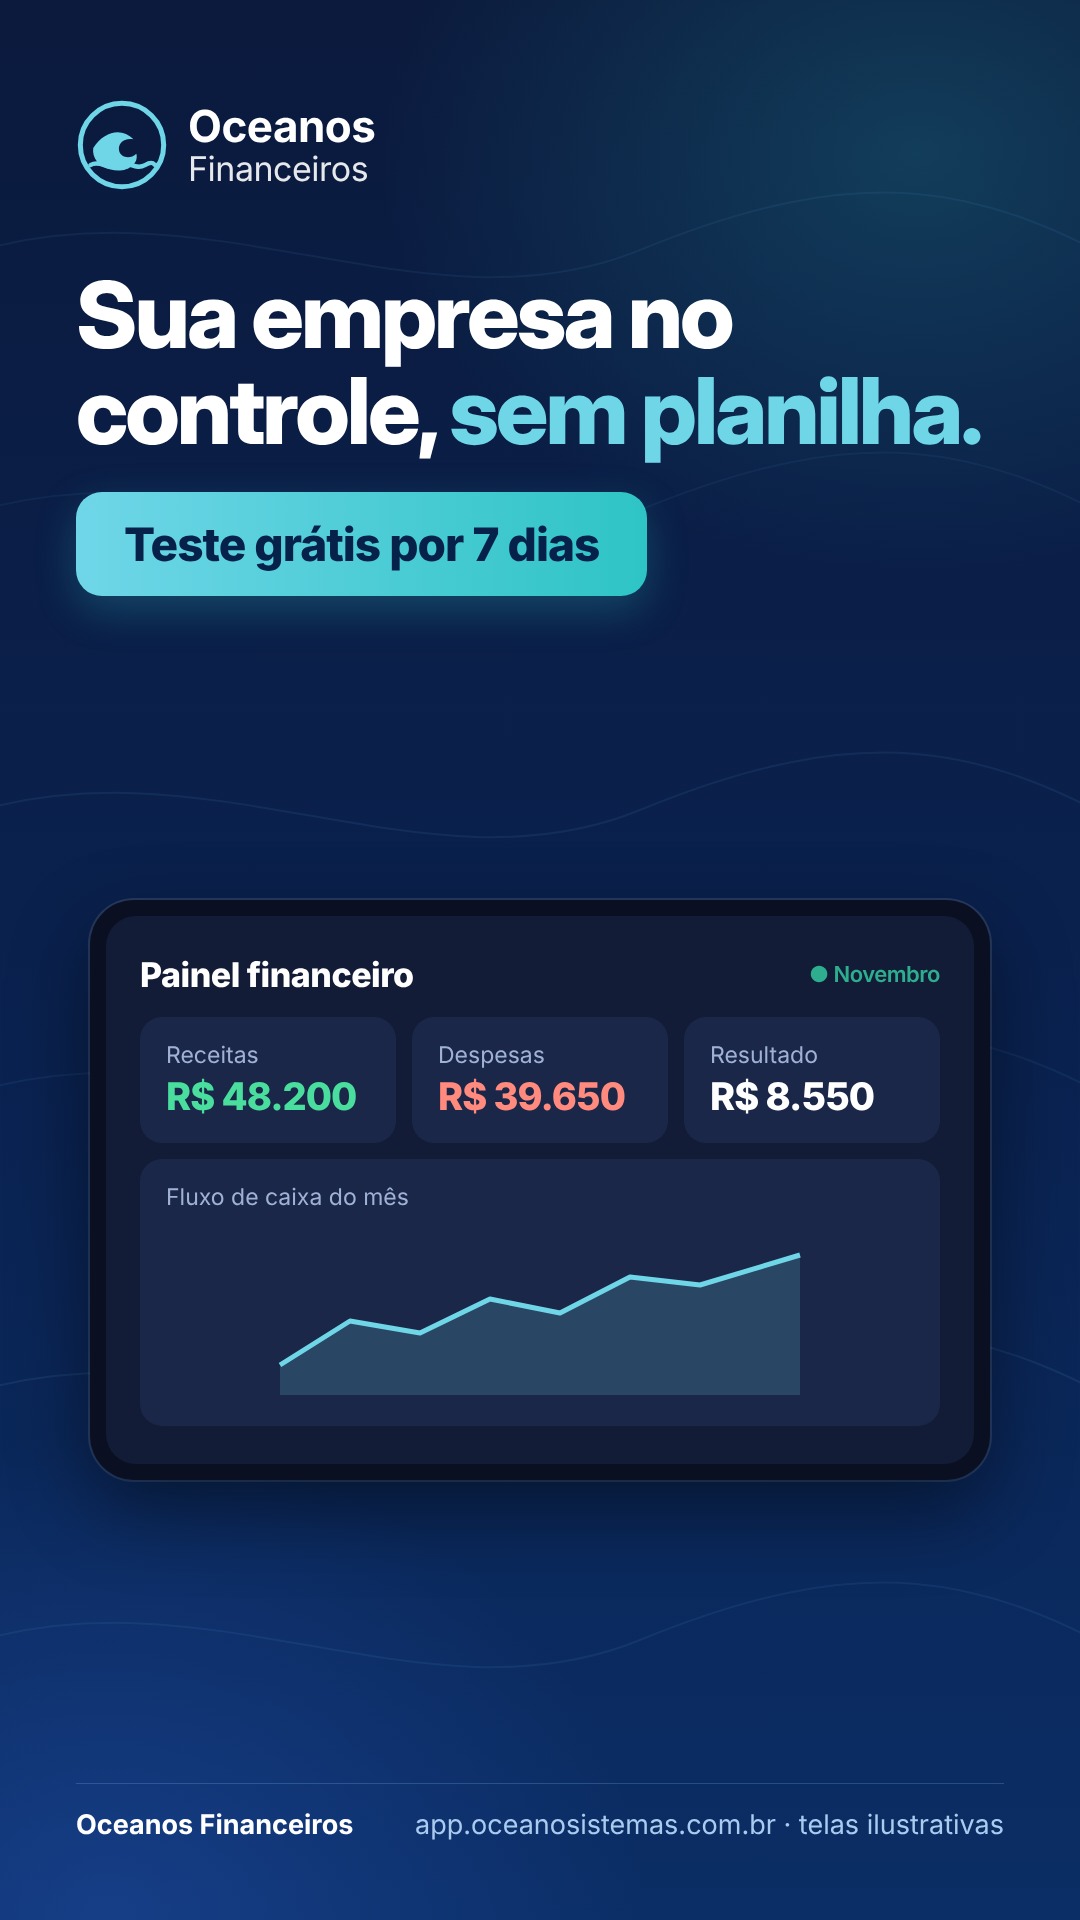 Oceanos
Financeiros
Sua empresa no
controle, sem planilha.
Teste grátis por 7 dias
Painel financeiro
Novembro
Receitas
R$ 48.200
Despesas
R$ 39.650
Resultado
R$ 8.550
Fluxo de caixa do mês
Oceanos Financeiros
app.oceanosistemas.com.br · telas ilustrativas